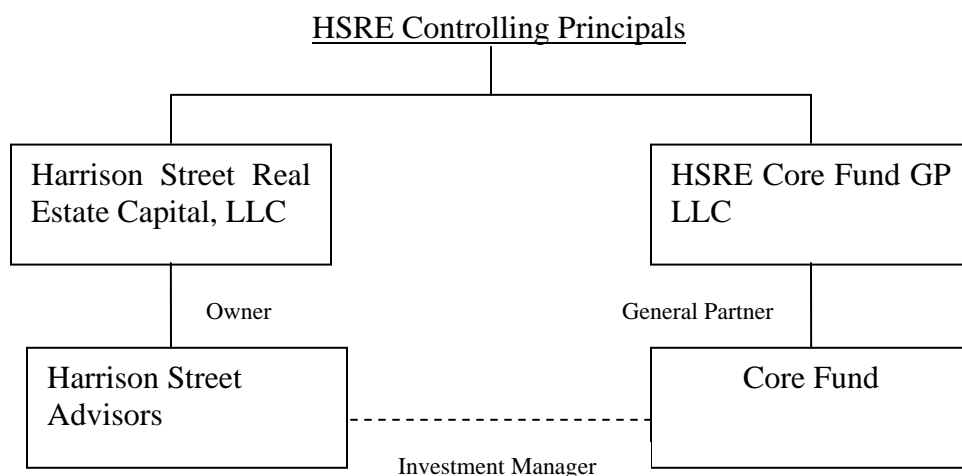 HSRE Controlling Principals
Harrison Street Real
Estate Capital, LLC
HSRE Core Fund GP
LLC
Owner
General Partner
Harrison Street
Advisors
Core Fund
Investment Manager